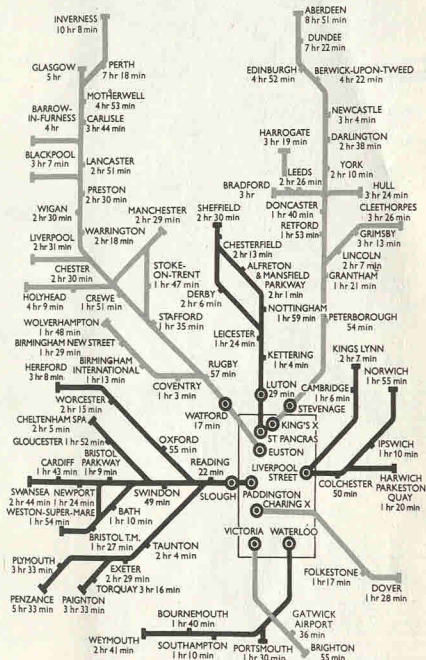 INVERNESS
10 hr 8 min
ABERDEEN
8 hr 51 min
DUNDEE
7 hr 22 min
GLASGOW
5 hr
PERTH
7 hr 18 min
EDINBURGH
4 hr 52 min
BERWICK-UPON-TWEED
4 hr 22 min
MOTHERWELL
4 hr 53 min
BARROW-
IN-FURNESS
4 hr
CARLISLE
3 hr 44 min
NEWCASTLE
3 hr 4 min
HARROGATE
3 hr 19 min
DARLINGTON
2 hr 38 min
BLACKPOOL
3 hr 7 min
LANCASTER
2 hr 51 min
LEEDS
2 hr 26 min
YORK
2 hr 10 min
BRADFORD
3 hr
HULL
3 hr 24 min
PRESTON
2 hr 30 min
DONCASTER
1 hr 40 min
CLEETHORPES
3 hr 26 min
WIGAN
2 hr 30 min
MANCHESTER
2 hr 29 min
SHEFFIELD
2 hr 30 min
RETFORD
1 hr 53 min
GRIMSBY
3 hr 13 min
LIVERPOOL
2 hr 31 min
WARRINGTON
2 hr 18 min
CHESTERFIELD
2 hr 13 min
LINCOLN
2 hr 7 min
CHESTER
2 hr 30 min
STOKE-
ON-TRENT
1 hr 47 min
ALFRETON
& MANSFIELD
PARKWAY
2 hr 1 min
GRANTHAM
1 hr 21 min
HOLYHEAD
4 hr 9 min
CREWE
1 hr 51 min
DERBY
2 hr 6 min
NOTTINGHAM
1 hr 59 min
PETERBOROUGH
54 min
STAFFORD
1 hr 35 min
LEICESTER
1 hr 24 min
WOLVERHAMPTON
1 hr 48 min
KETTERING
1 hr 4 min
KINGS LYNN
2 hr 7 min
BIRMINGHAM NEW STREET
1 hr 29 min
RUGBY
57 min
NORWICH
1 hr 55 min
HEREFORD
3 hr 8 min
BIRMINGHAM
INTERNATIONAL
1 hr 13 min
LUTON
29 min
CAMBRIDGE
1 hr 6 min
COVENTRY
1 hr 3 min
STEVENAGE
WORCESTER
2 hr 15 min
WATFORD
17 min
KING'S X
ST PANCRAS
CHELTENHAM SPA
2 hr 5 min
OXFORD
55 min
EUSTON
IPSWICH
1 hr 10 min
GLOUCESTER 1 hr 52 min
LIVERPOOL
STREET
CARDIFF
1 hr 43 min
BRISTOL
PARKWAY
1 hr 9 min
READING
22 min
COLCHESTER
50 min
HARWICH
PARKESTON
QUAY
1 hr 20 min
SWANSEA
2 hr 44 min
NEWPORT
1 hr 24 min
SWINDON
49 min
SLOUGH
PADDINGTON
CHARING X
WESTON-SUPER-MARE
1 hr 54 min
BATH
1 hr 10 min
VICTORIA
WATERLOO
BRISTOL T.M.
1 hr 27 min
TAUNTON
2 hr 4 min
PLYMOUTH
3 hr 33 min
EXETER
2 hr 29 min
FOLKESTONE
1 hr 17 min
TORQUAY 3 hr 16 min
PENZANCE
5 hr 33 min
PAIGNTON
3 hr 33 min
DOVER
1 hr 28 min
BOURNEMOUTH
1 hr 40 min
GATWICK
AIRPORT
36 min
WEYMOUTH
2 hr 41 min
SOUTHAMPTON
1 hr 10 min
PORTSMOUTH
1 hr 30 min
BRIGHTON
55 min